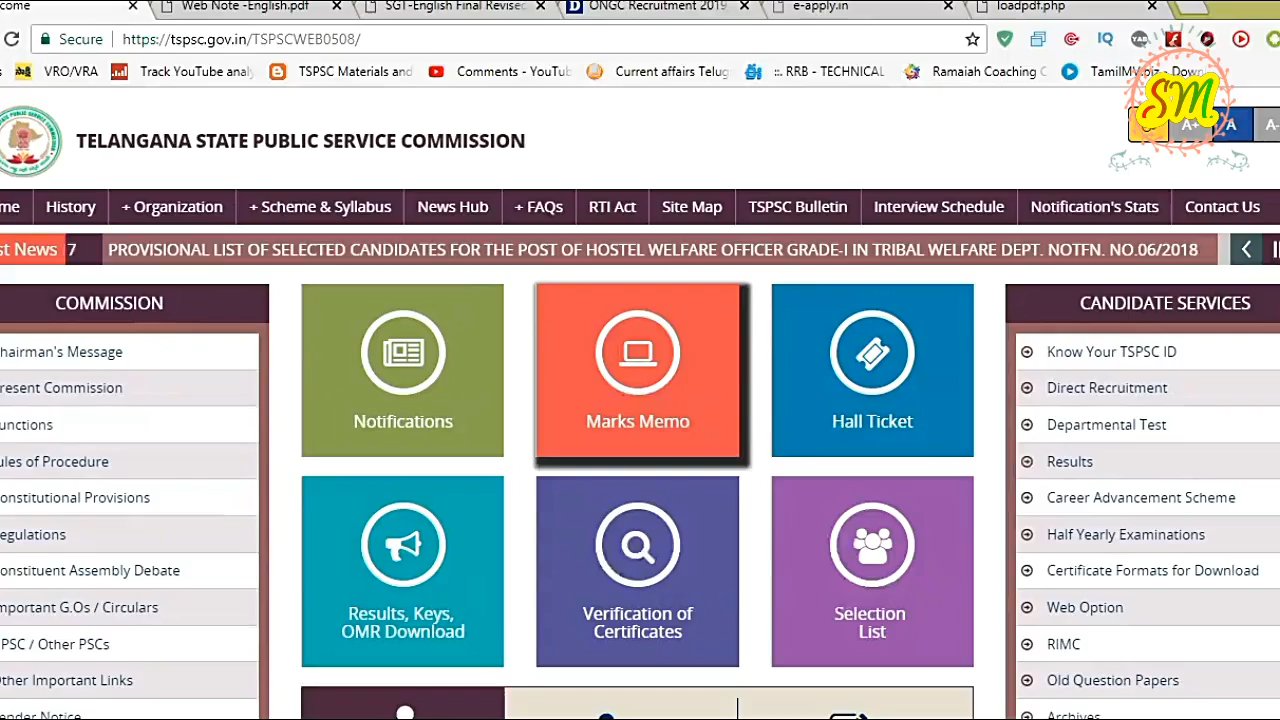 come
Web Note -English.pdf
SGT-English Final Revised
ONGC Recruitment 2019
e-apply.in
loadpdf.php
Secure
https://tspsc.gov.in/TSPSCWEB0508/
IQ
YAB
VRO/VRA
Track YouTube analy
TSPSC Materials and
Comments - YouTub
Current affairs Telug
::. RRB - TECHNICAL
Ramaiah Coaching C
TamilMV.biz - Down
SM
A+
A
A-
TELANGANA STATE PUBLIC SERVICE COMMISSION
me
History
+ Organization
+ Scheme & Syllabus
News Hub
+ FAQs
RTI Act
Site Map
TSPSC Bulletin
Interview Schedule
Notification's Stats
Contact Us
st News
7
PROVISIONAL LIST OF SELECTED CANDIDATES FOR THE POST OF HOSTEL WELFARE OFFICER GRADE-I IN TRIBAL WELFARE DEPT. NOTFN. NO.06/2018
COMMISSION
hairman's Message
resent Commission
unctions
ules of Procedure
onstitutional Provisions
egulations
onstituent Assembly Debate
mportant G.Os / Circulars
PSC / Other PSCs
ther Important Links
ender Notice
Notifications
Marks Memo
Hall Ticket
Results, Keys,
OMR Download
Verification of
Certificates
Selection
List
CANDIDATE SERVICES
Know Your TSPSC ID
Direct Recruitment
Departmental Test
Results
Career Advancement Scheme
Half Yearly Examinations
Certificate Formats for Download
Web Option
RIMC
Old Question Papers
Archives